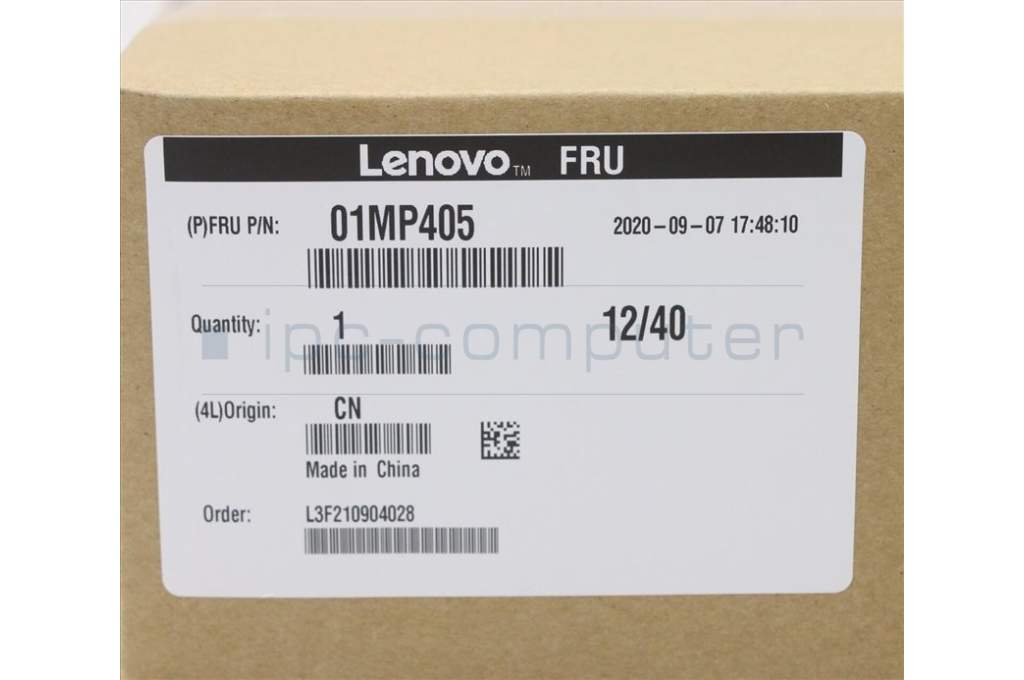 Lenovo™ FRU
(P)FRU P/N: 01MP405 2020-09-07 17:48:10
Quantity: 1 12/40
ipc-computer
(4L)Origin: CN
Made in China
Order: L3F210904028